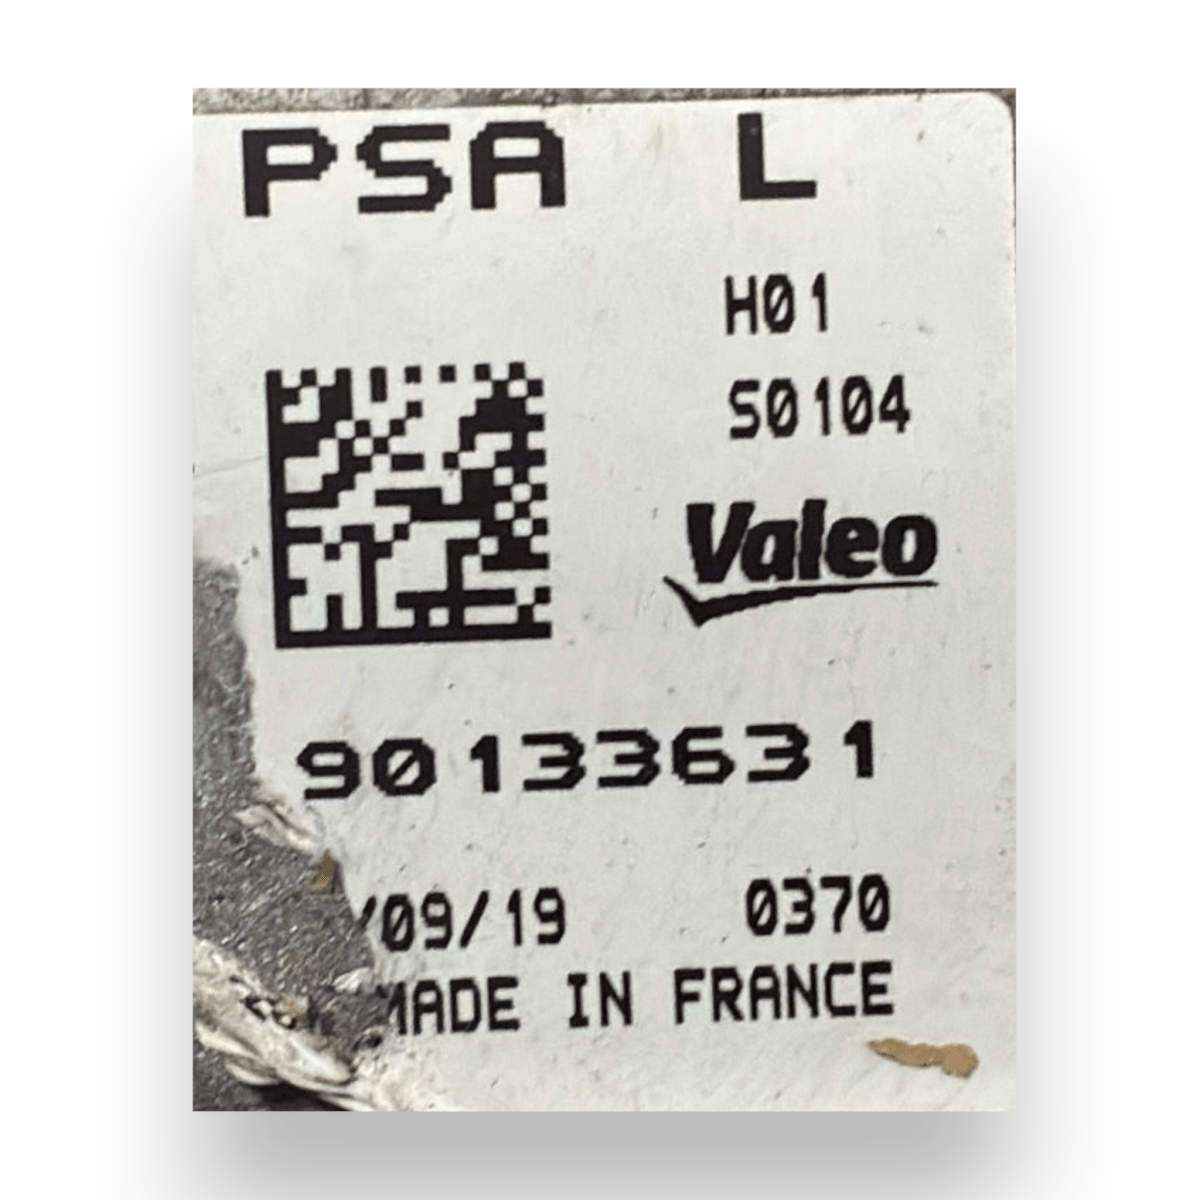 PSA L
H01
S0104
Valeo
90133631
/09/19 0370
MADE IN FRANCE